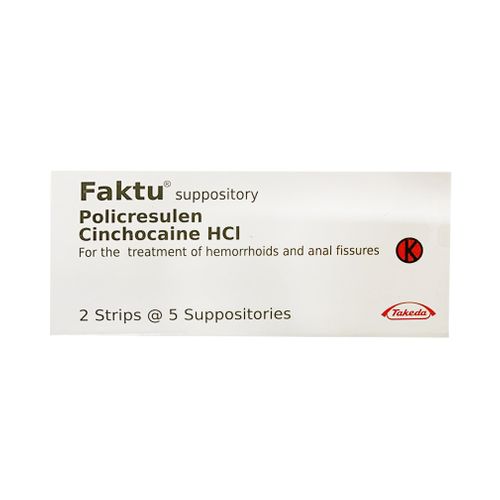 Faktu® suppository
Policresulen
Cinchocaine HCl
For the treatment of hemorrhoids and anal fissures
K
2 Strips @ 5 Suppositories
Takeda